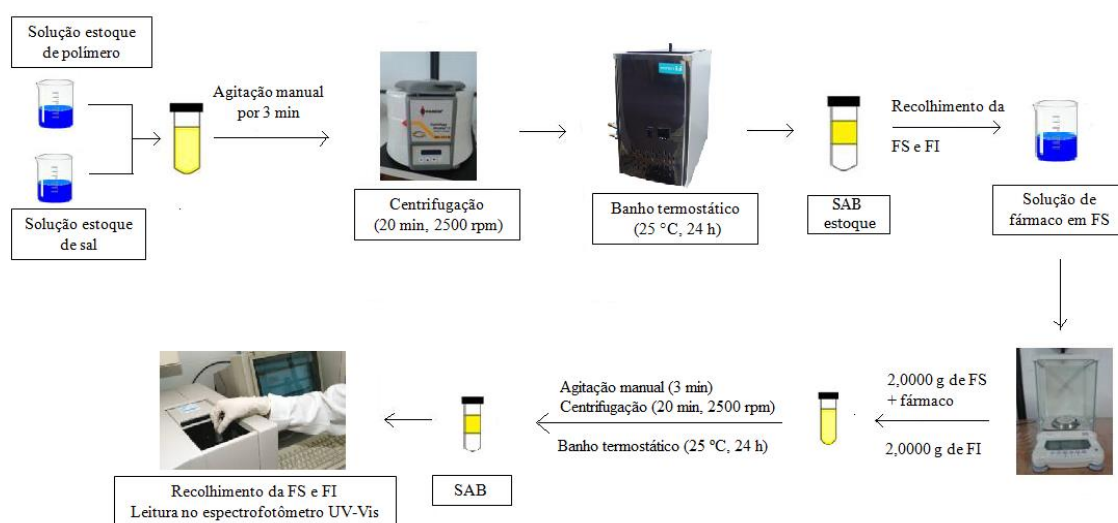 Solução estoque
de polímero
Agitação manual
por 3 min
Solução estoque
de sal
Centrifugação
(20 min, 2500 rpm)
Banho termostático
(25 °C, 24 h)
SAB
estoque
Recolhimento da
FS e FI
Solução de
fármaco em FS
2,0000 g de FS
+ fármaco
2,0000 g de FI
Agitação manual (3 min)
Centrifugação (20 min, 2500 rpm)
Banho termostático (25 °C, 24 h)
SAB
Recolhimento da FS e FI
Leitura no espectrofotômetro UV-Vis